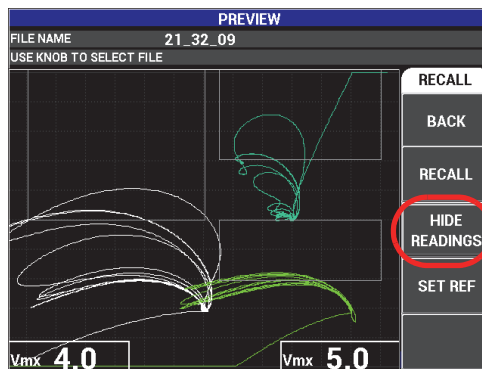 PREVIEW
FILE NAME 21_32_09
USE KNOB TO SELECT FILE
RECALL
BACK
RECALL
HIDE
READINGS
SET REF
Vmx 4.0
Vmx 5.0